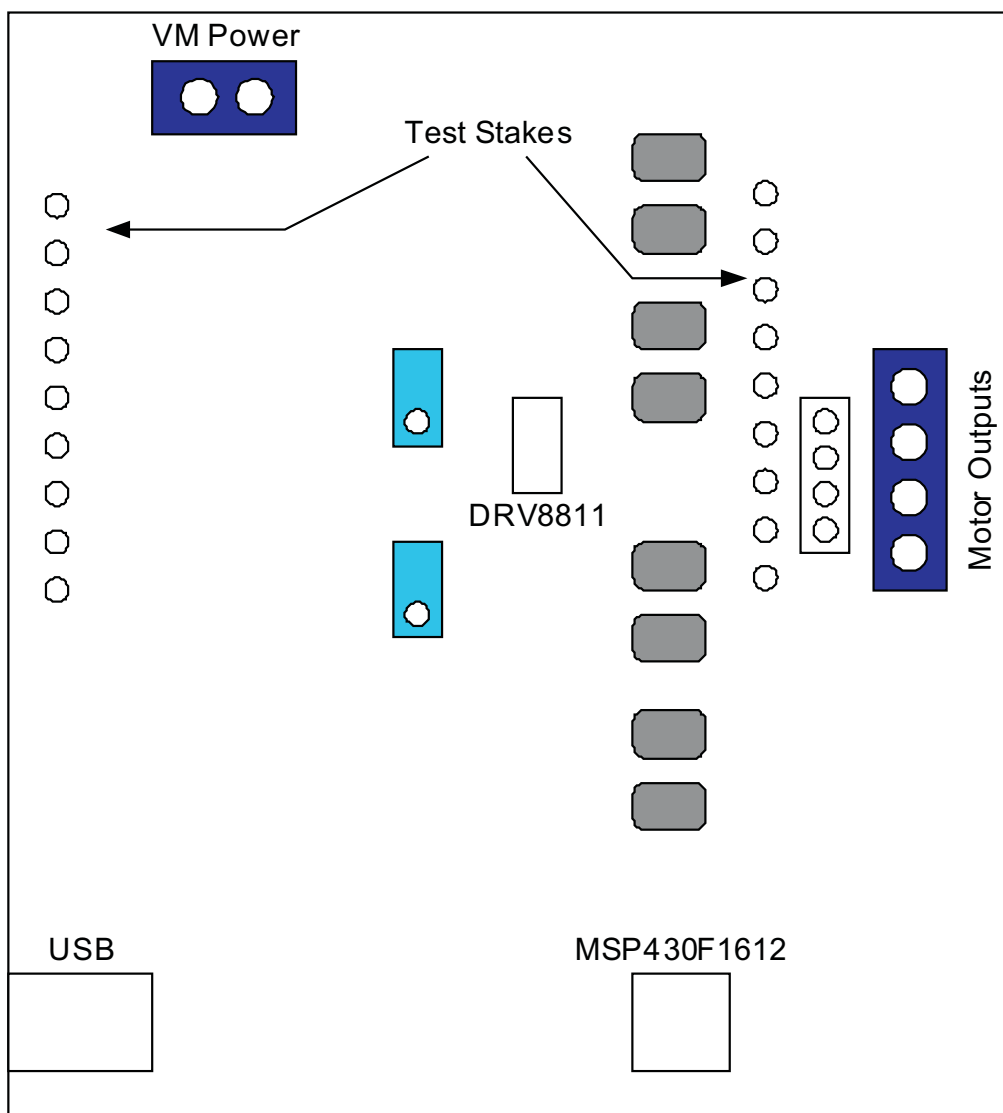 VM Power
Test Stakes
Motor Outputs
DRV8811
USB
MSP430F1612